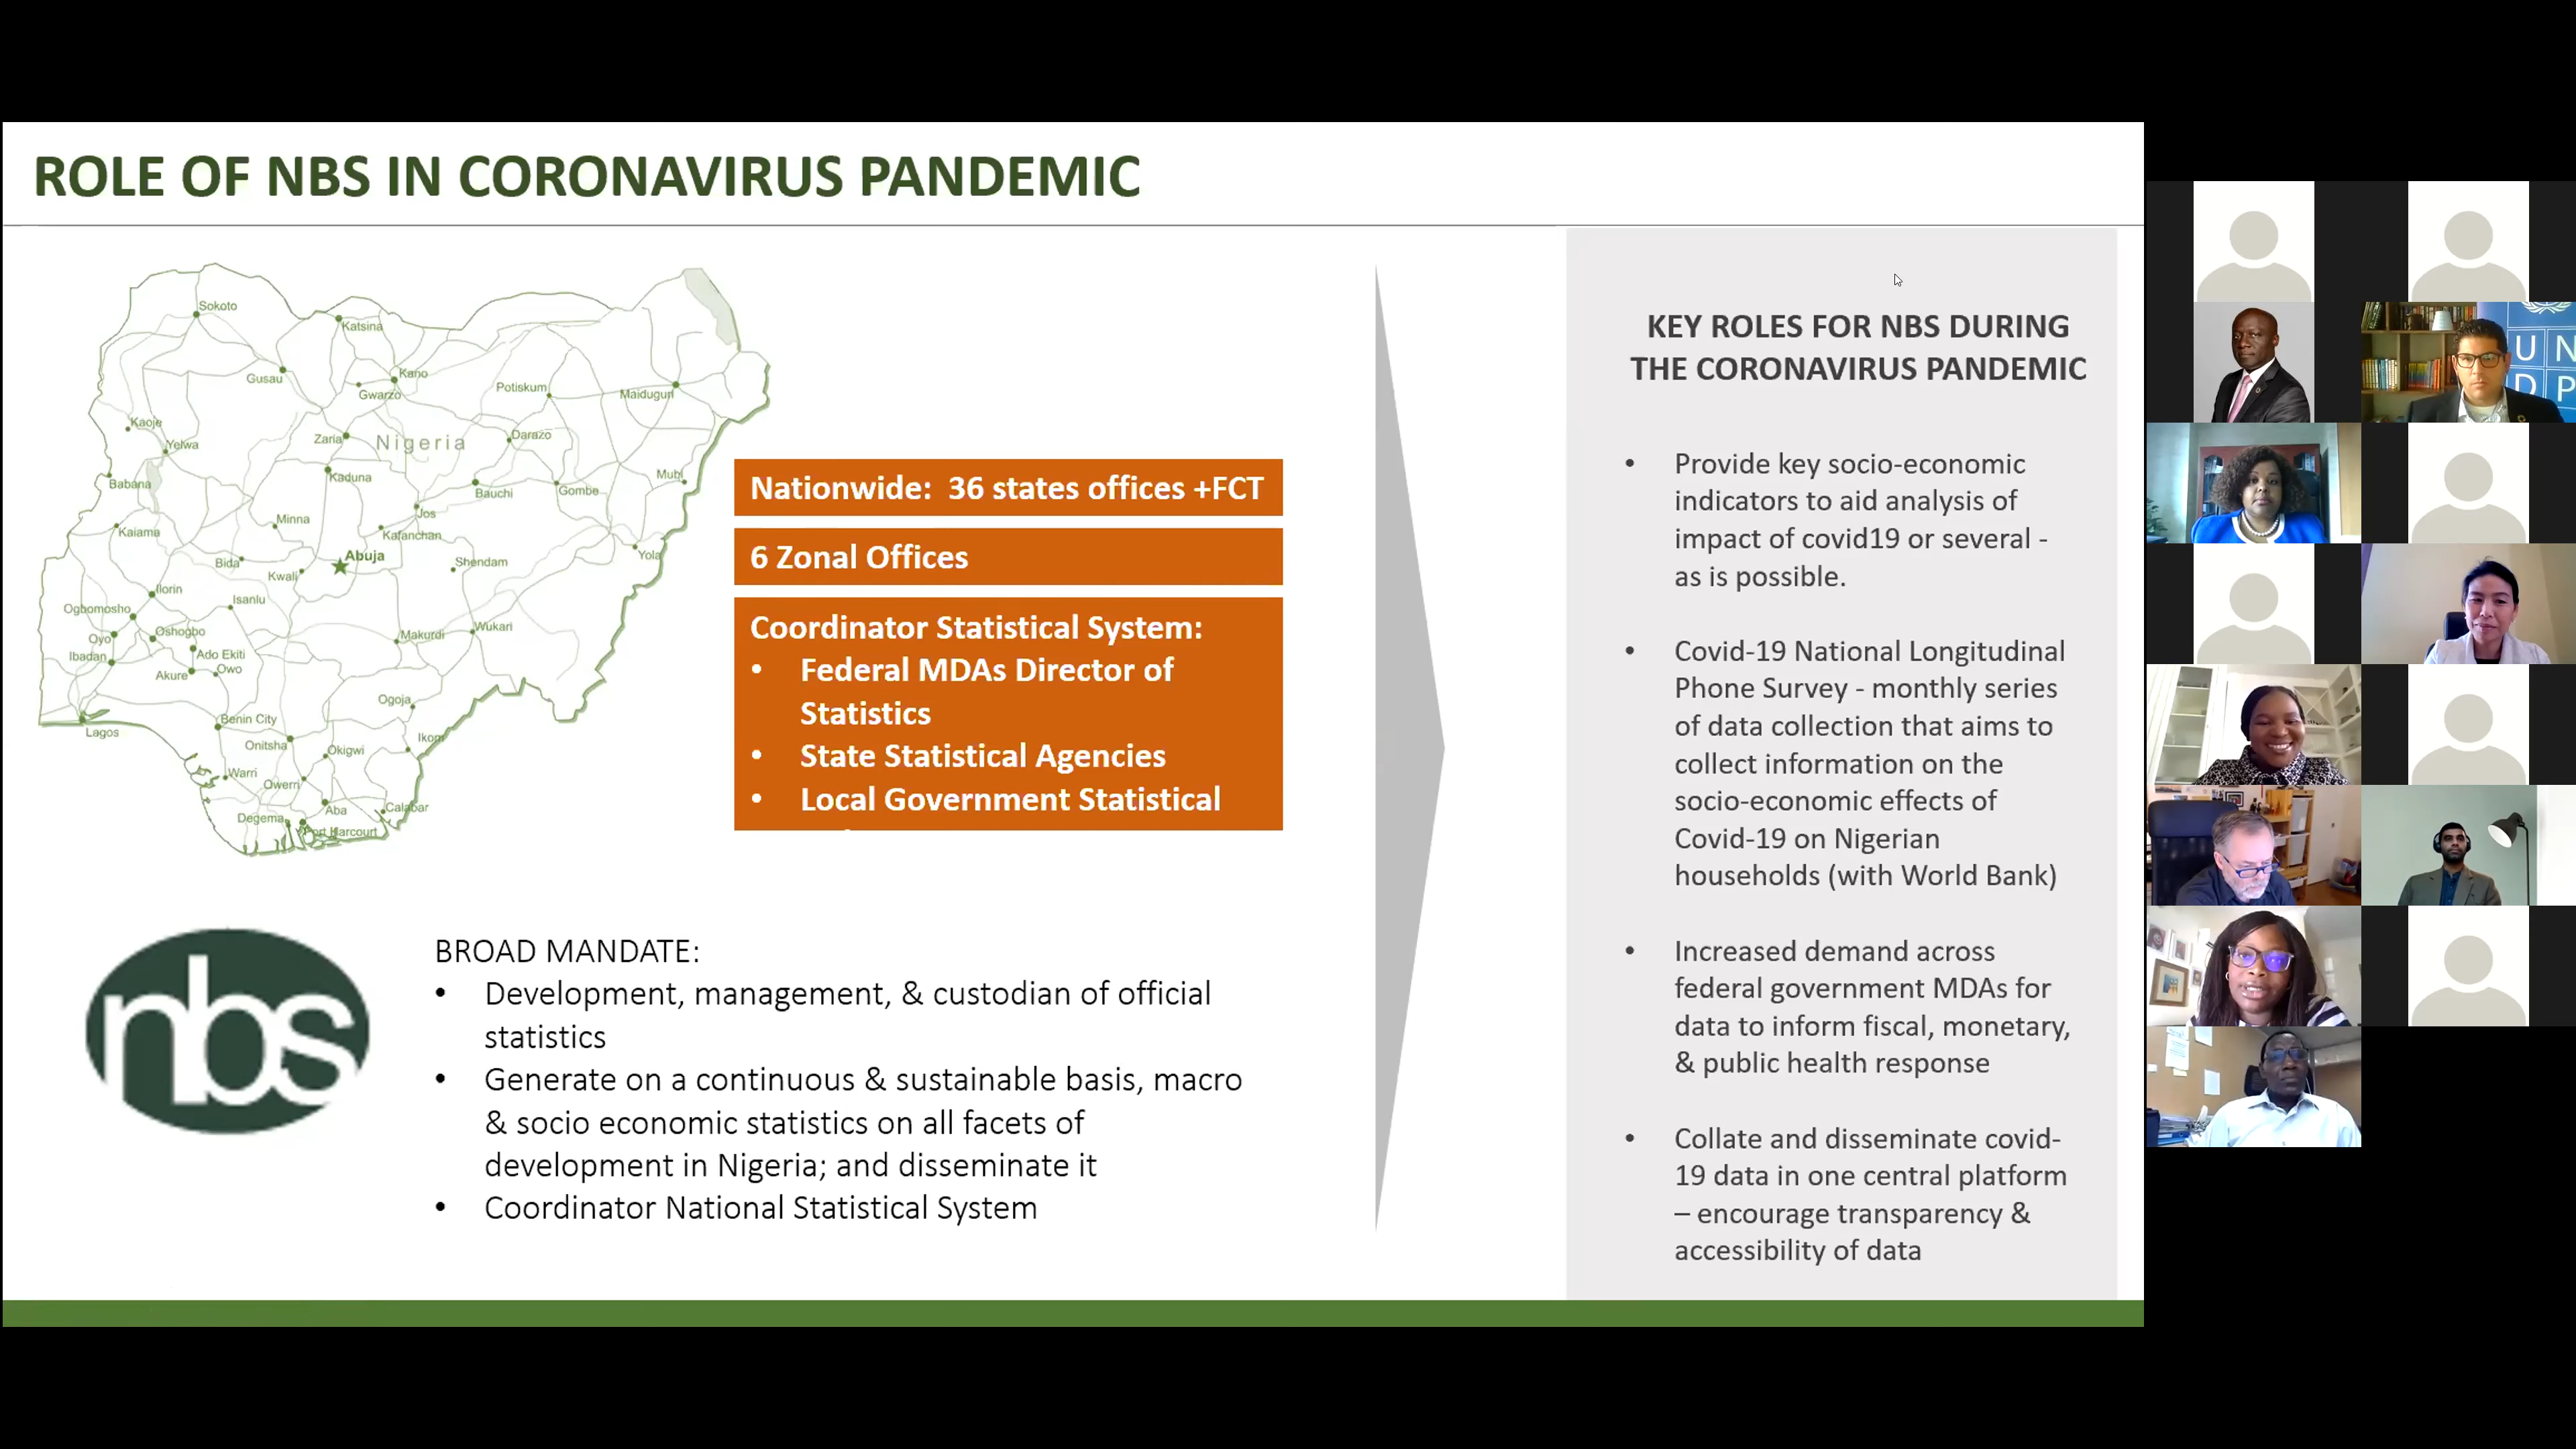 ROLE OF NBS IN CORONAVIRUS PANDEMIC
Sokoto
Katsina
Gusau
Kano
Gwarzo
Potiskum
Maiduguri
Kaoje
Yelwa
Zaria
Nigeria
Darazo
Babana
Kaduna
Bauchi
Gombe
Mubi
Kaiama
Minna
Jos
Kafanchan
Bida
Abuja
Kwali
Shendam
Yola
Ilorin
Isanlu
Ogbomosho
Oyo
Oshogbo
Makurdi
Wukari
Ibadan
Ado Ekiti
Akure
Owo
Ogoja
Lagos
Benin City
Onitsha
Okigwi
Ikom
Warri
Owerri
Aba
Calabar
Degema
Port Harcourt
Nationwide: 36 states offices +FCT
6 Zonal Offices
Coordinator Statistical System:
• Federal MDAs Director of
Statistics
• State Statistical Agencies
• Local Government Statistical
nbs
BROAD MANDATE:
• Development, management, & custodian of official
statistics
• Generate on a continuous & sustainable basis, macro
& socio economic statistics on all facets of
development in Nigeria; and disseminate it
• Coordinator National Statistical System
KEY ROLES FOR NBS DURING
THE CORONAVIRUS PANDEMIC
• Provide key socio-economic
indicators to aid analysis of
impact of covid19 or several -
as is possible.
• Covid-19 National Longitudinal
Phone Survey - monthly series
of data collection that aims to
collect information on the
socio-economic effects of
Covid-19 on Nigerian
households (with World Bank)
• Increased demand across
federal government MDAs for
data to inform fiscal, monetary,
& public health response
• Collate and disseminate covid-
19 data in one central platform
– encourage transparency &
accessibility of data
U N
D P